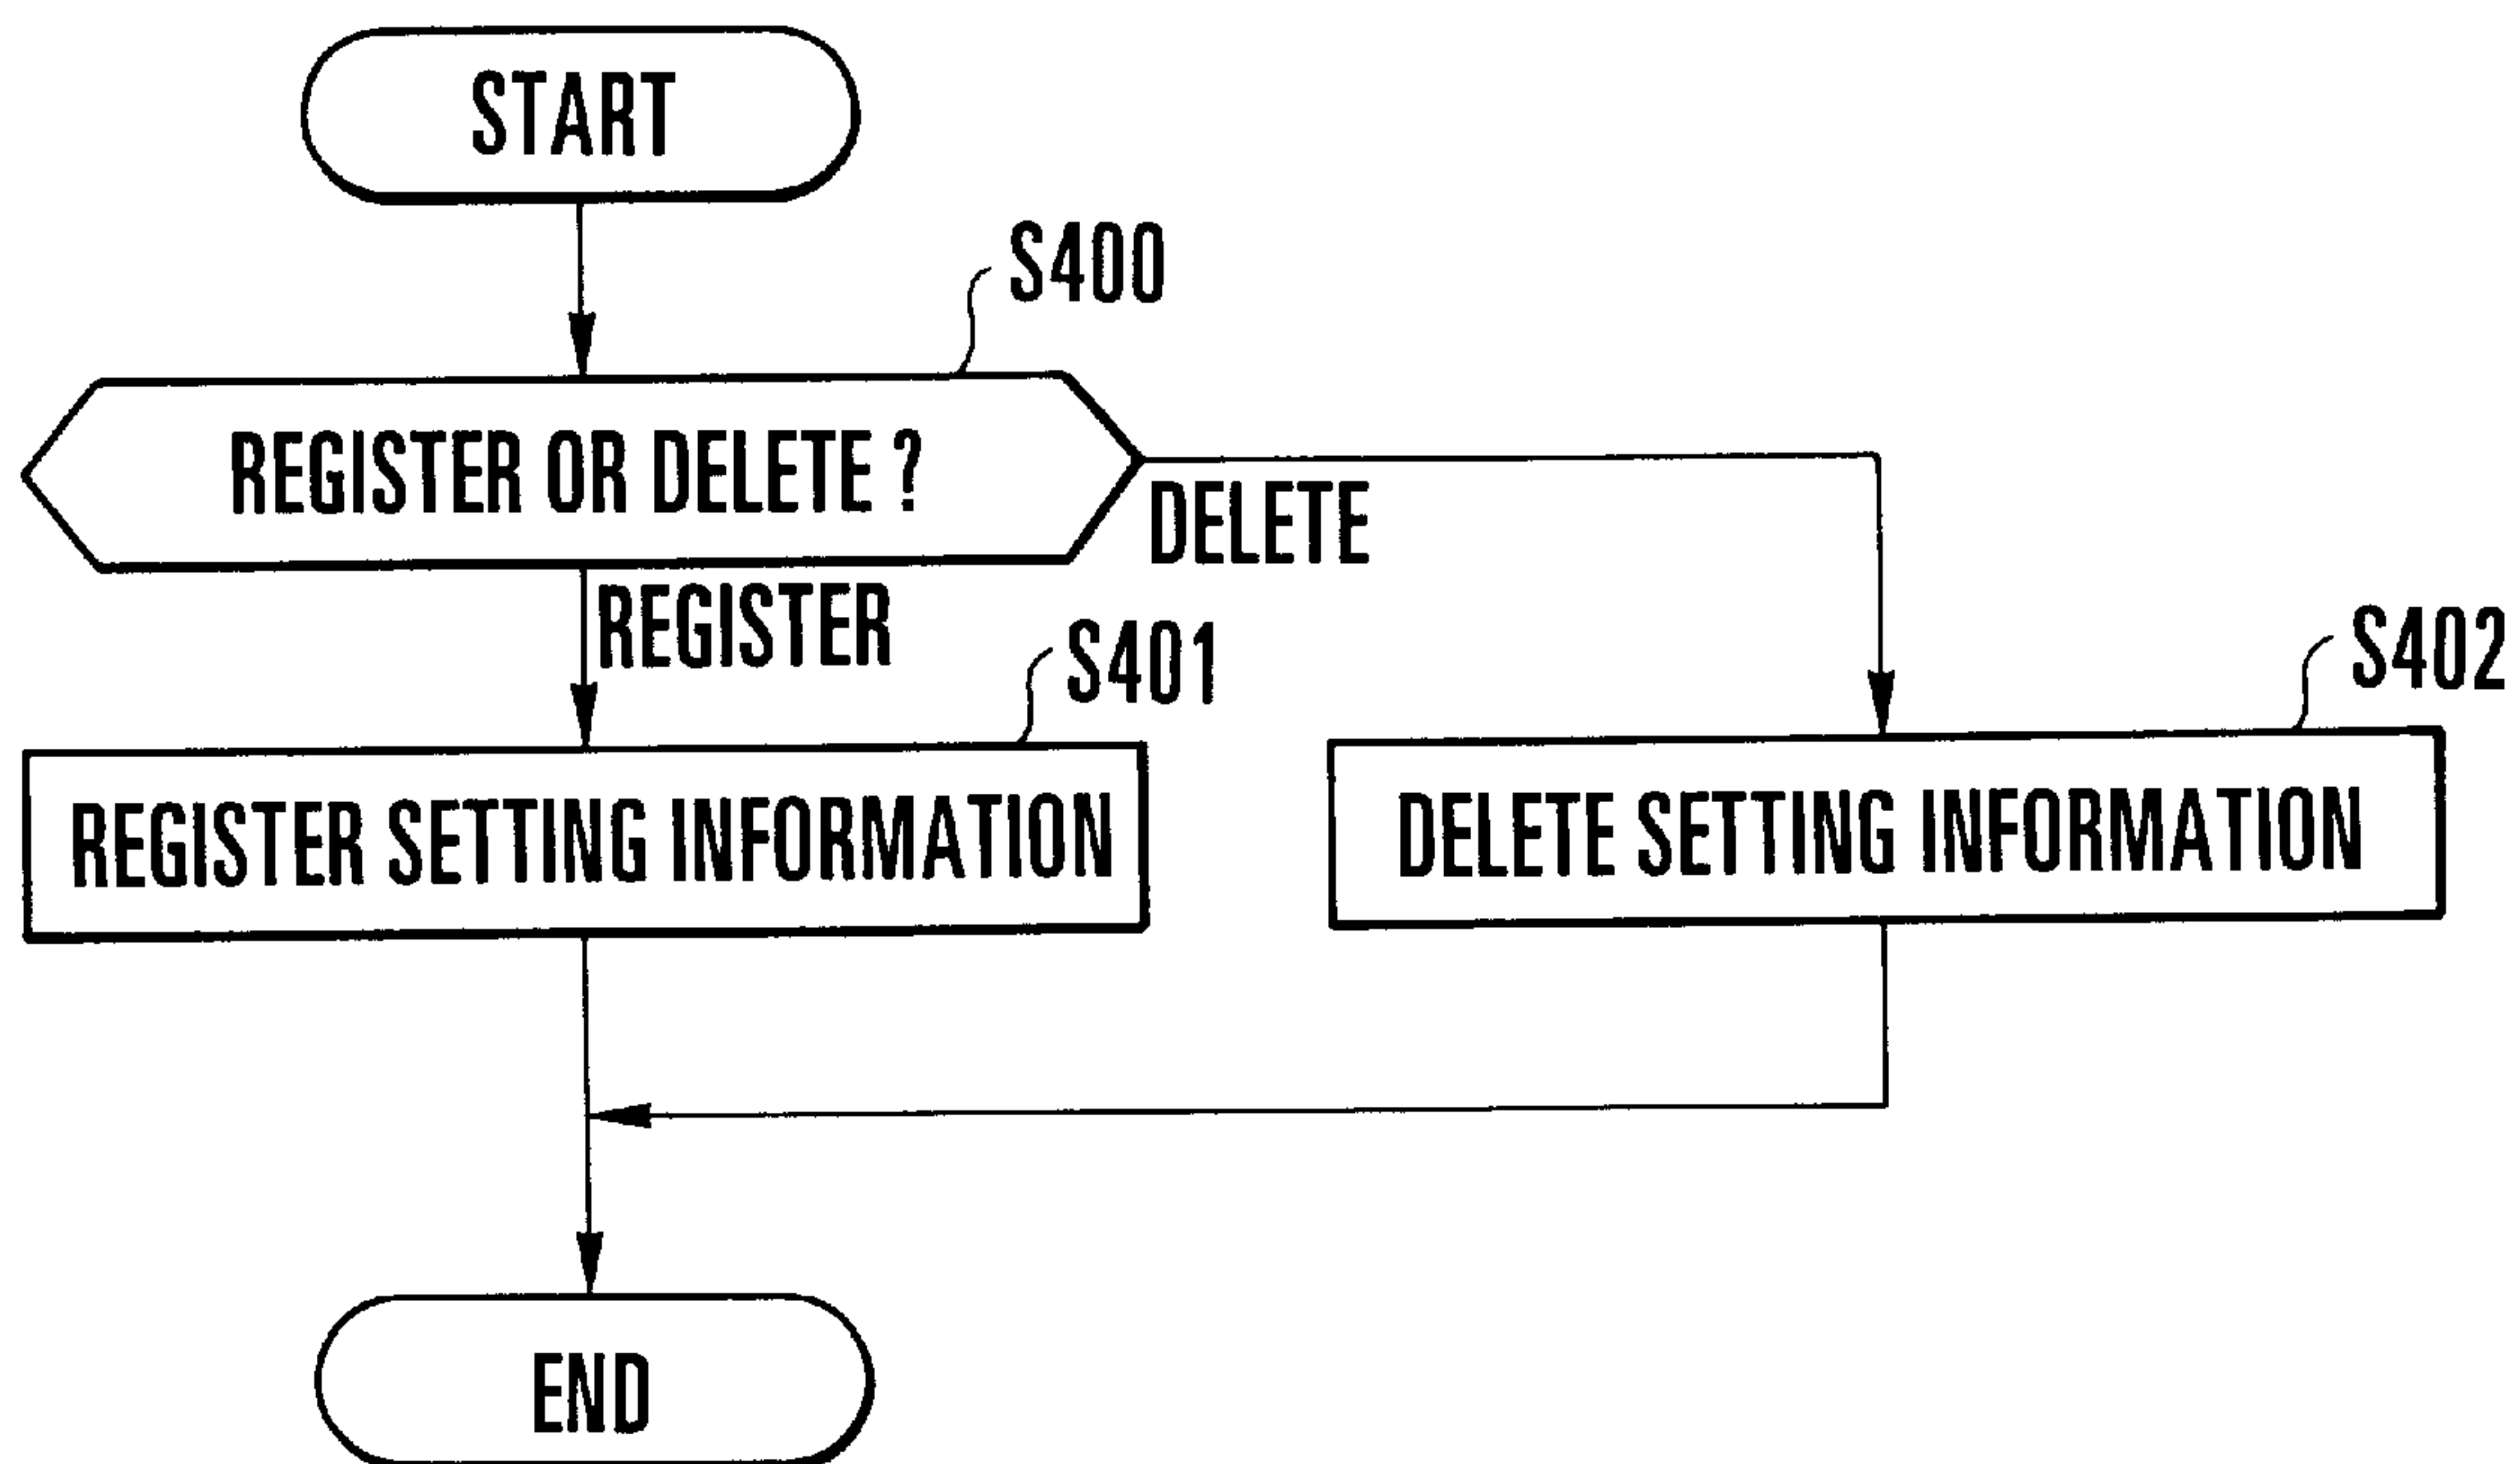 START
S400
REGISTER OR DELETE ?
DELETE
REGISTER
S401
S402
REGISTER SETTING INFORMATION
DELETE SETTING INFORMATION
END